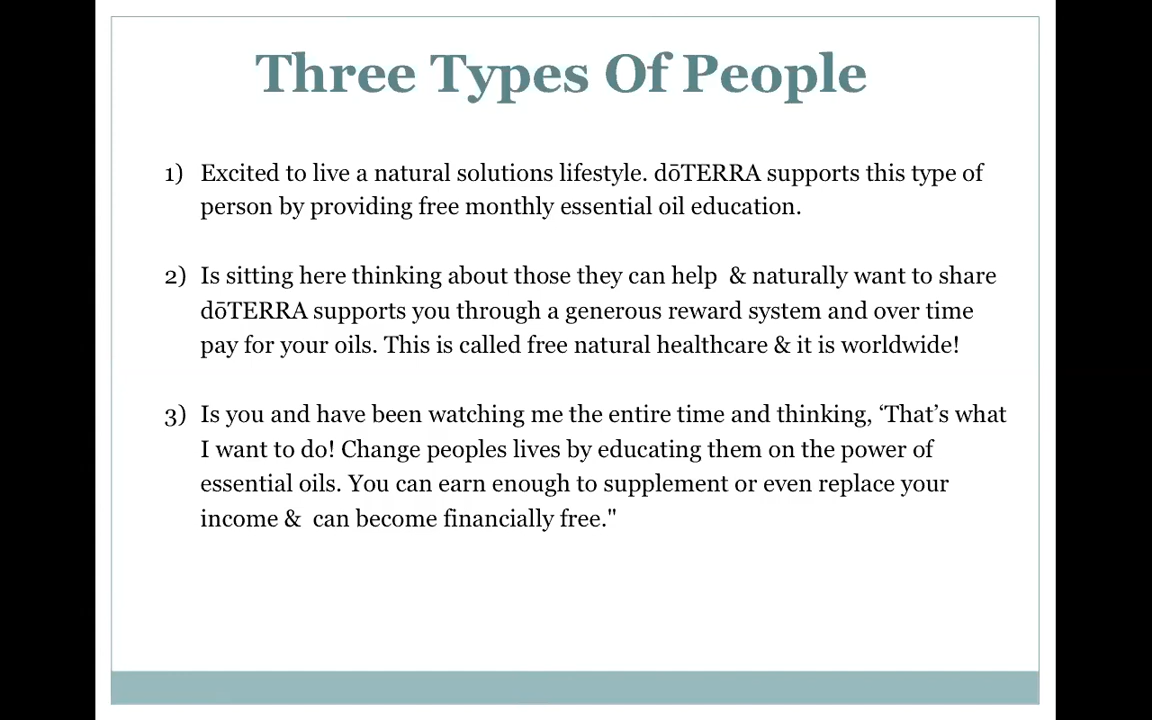 Three Types Of People
1) Excited to live a natural solutions lifestyle. dōTERRA supports this type of
person by providing free monthly essential oil education.
2) Is sitting here thinking about those they can help & naturally want to share
dōTERRA supports you through a generous reward system and over time
pay for your oils. This is called free natural healthcare & it is worldwide!
3) Is you and have been watching me the entire time and thinking, ‘That’s what
I want to do! Change peoples lives by educating them on the power of
essential oils. You can earn enough to supplement or even replace your
income & can become financially free."